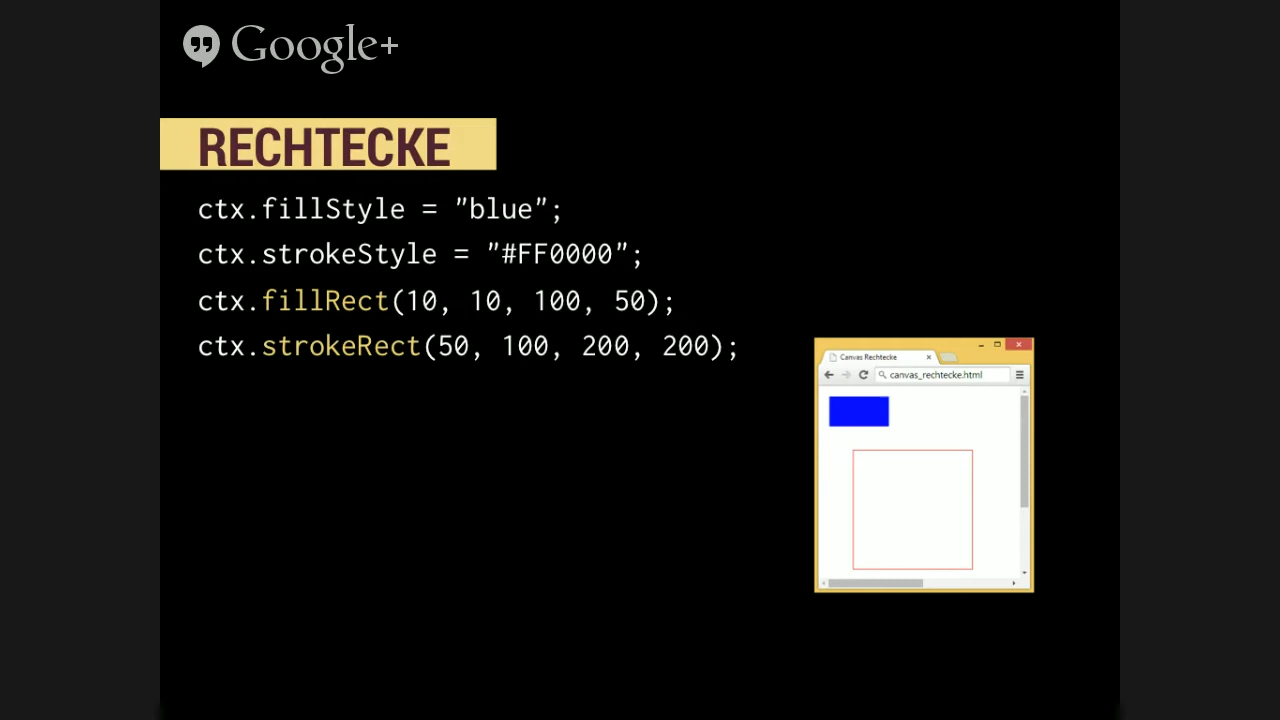 Google+
RECHTECKE
ctx.fillStyle = "blue";
ctx.strokeStyle = "#FF0000";
ctx.fillRect(10, 10, 100, 50);
ctx.strokeRect(50, 100, 200, 200);
Canvas Rechtecke
canvas_rechtecke.html